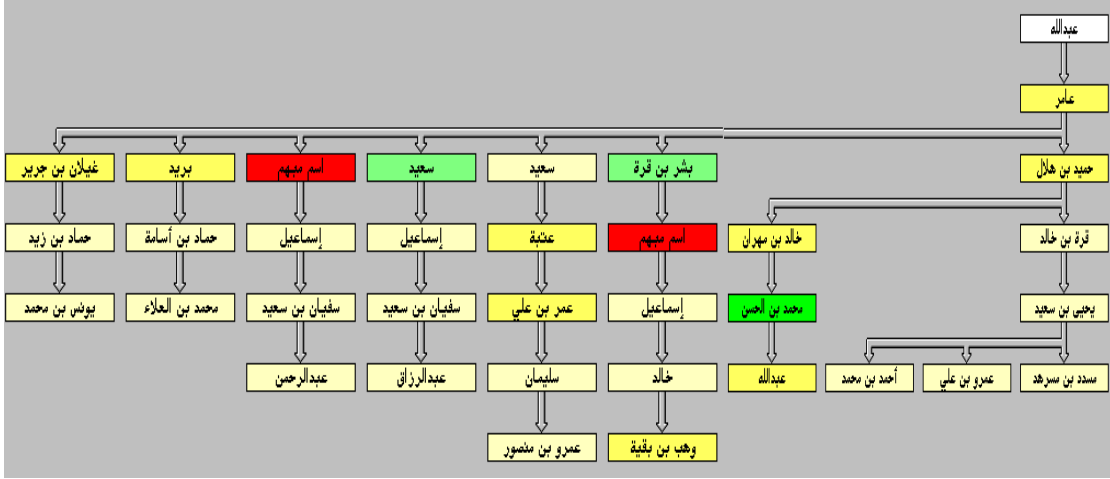 عبدالله
عامر
حميد بن هلال
بشر بن قرة
سعيد
سعيد
اسم مبهم
بريد
غيلان بن جرير
قرة بن خالد
خالد بن مهران
اسم مبهم
عتبة
إسماعيل
إسماعيل
حماد بن أسامة
حماد بن زيد
يحيى بن سعيد
محمد بن الحسن
إسماعيل
عمر بن علي
سفيان بن سعيد
سفيان بن سعيد
محمد بن العلاء
يونس بن محمد
مسدد بن مسرهد
عمرو بن علي
أحمد بن محمد
عبدالله
خالد
سليمان
عبدالرزاق
عبدالرحمن
وهب بن بقية
عمرو بن منصور